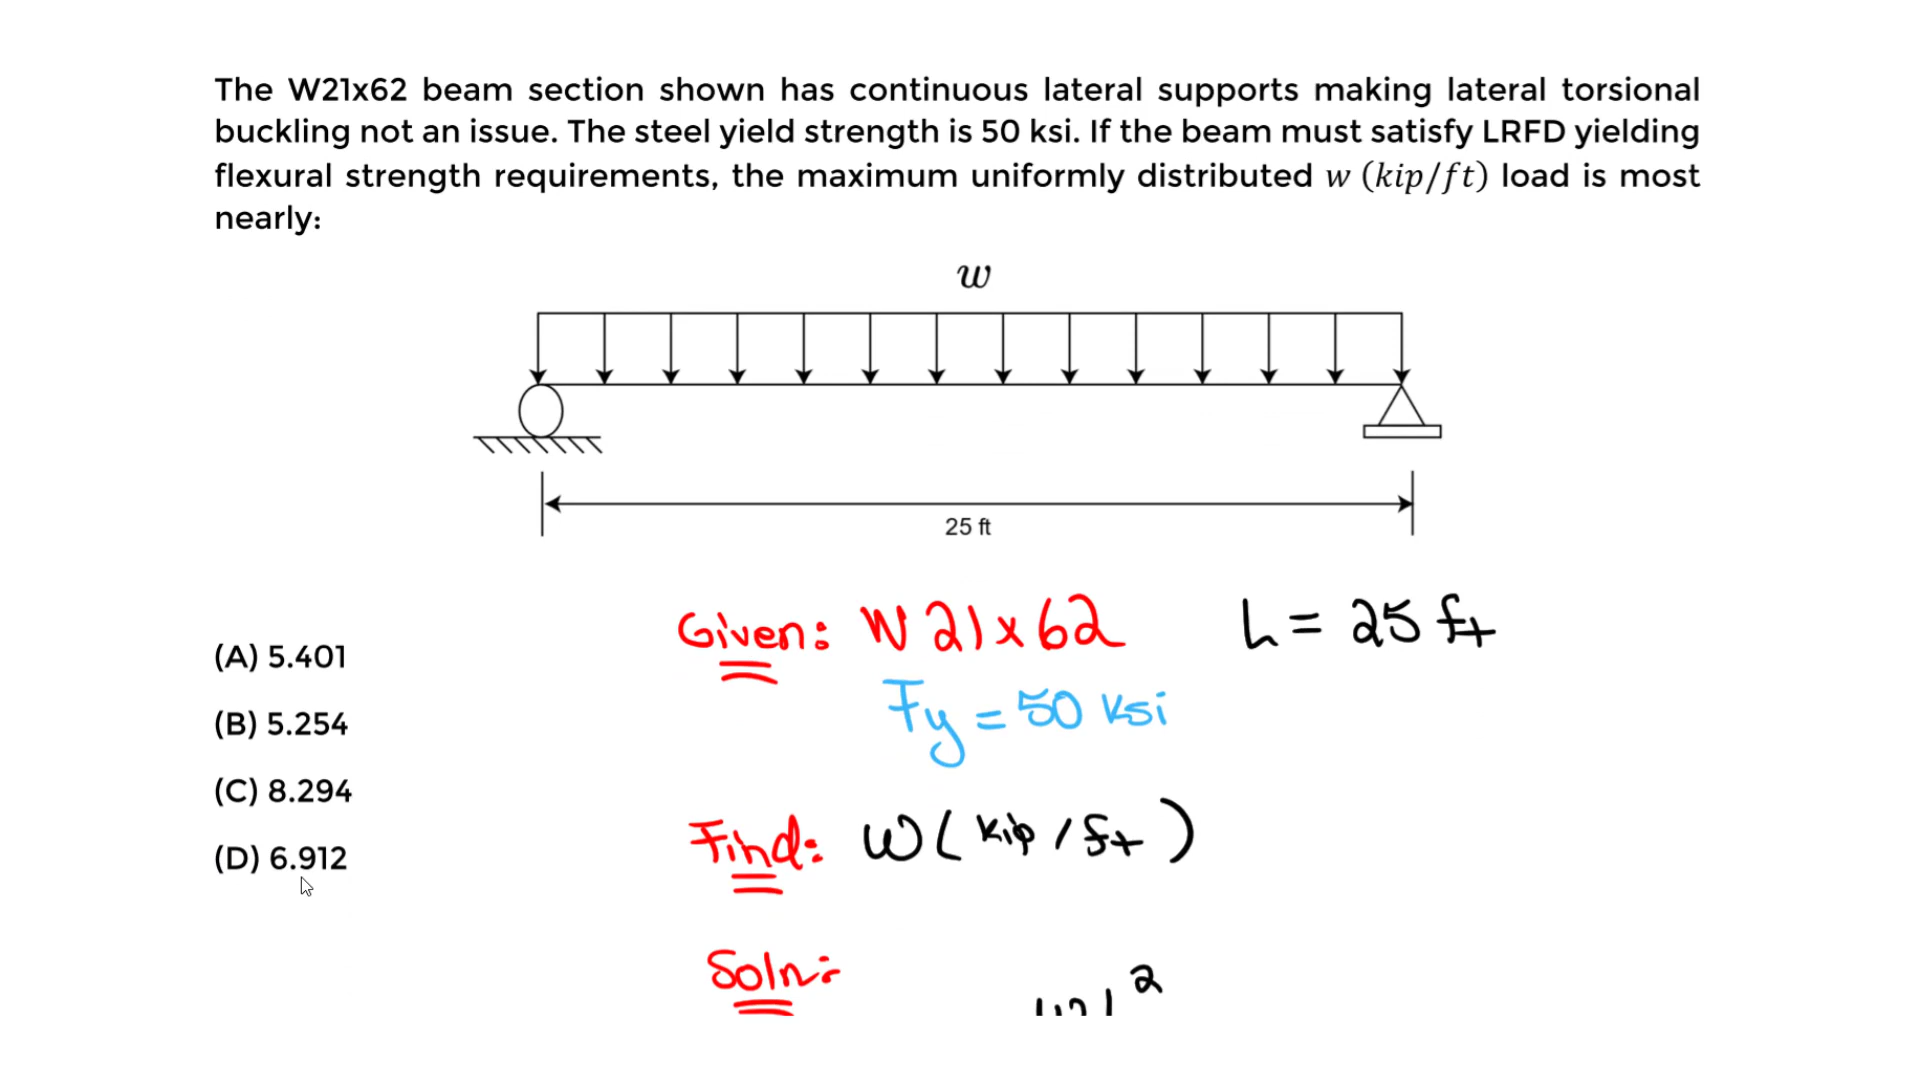 The W21x62 beam section shown has continuous lateral supports making lateral torsional
buckling not an issue. The steel yield strength is 50 ksi. If the beam must satisfy LRFD yielding
flexural strength requirements, the maximum uniformly distributed w (kip/ft) load is most
nearly:
w
25 ft
(A) 5.401
(B) 5.254
(C) 8.294
(D) 6.912
Given: W21x62 L = 25 ft
Fy = 50 ksi
Find: w (kip/ft)
Soln: